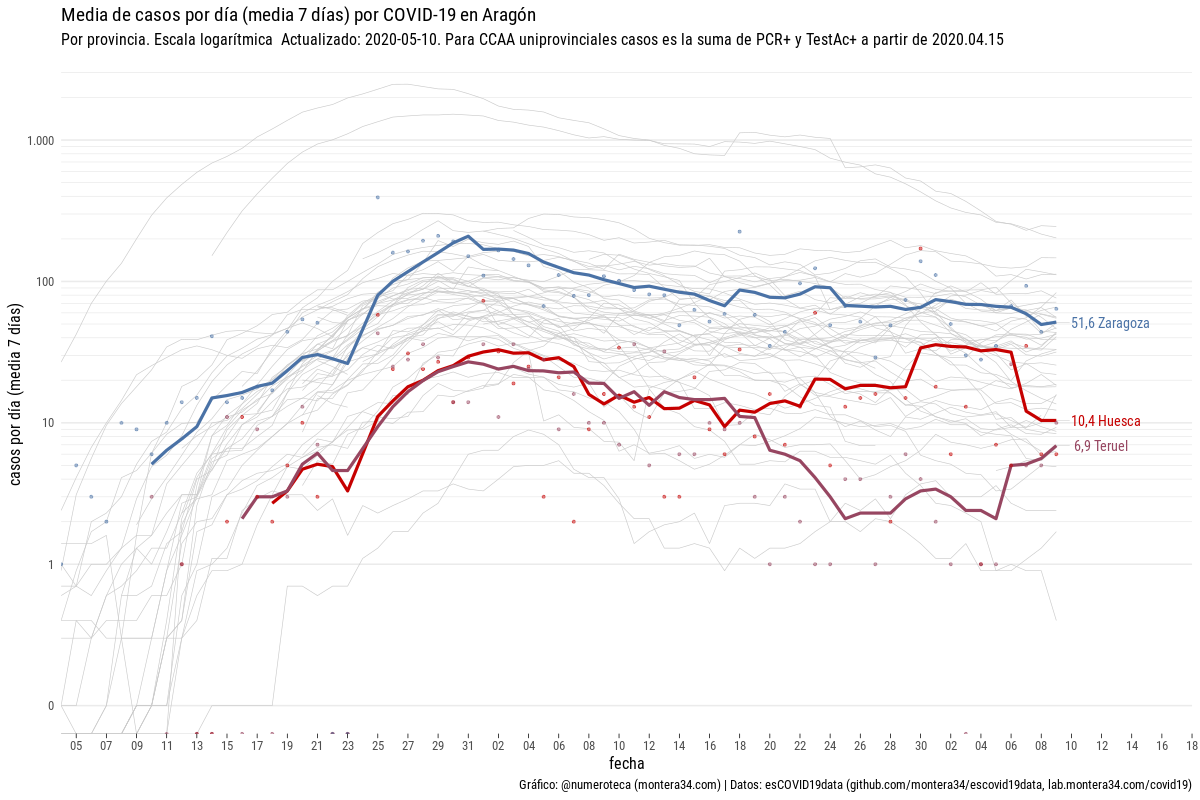 Media de casos por día (media 7 días) por COVID-19 en Aragón
Por provincia. Escala logarítmica  Actualizado: 2020-05-10. Para CCAA uniprovinciales casos es la suma de PCR+ y TestAc+ a partir de 2020.04.15
casos por día (media 7 días)
1.000
100
10
1
0
51,6 Zaragoza
10,4 Huesca
6,9 Teruel
05 07 09 11 13 15 17 19 21 23 25 27 29 31 02 04 06 08 10 12 14 16 18 20 22 24 26 28 30 02 04 06 08 10 12 14 16 18
fecha
Gráfico: @numeroteca (montera34.com) | Datos: esCOVID19data (github.com/montera34/escovid19data, lab.montera34.com/covid19)